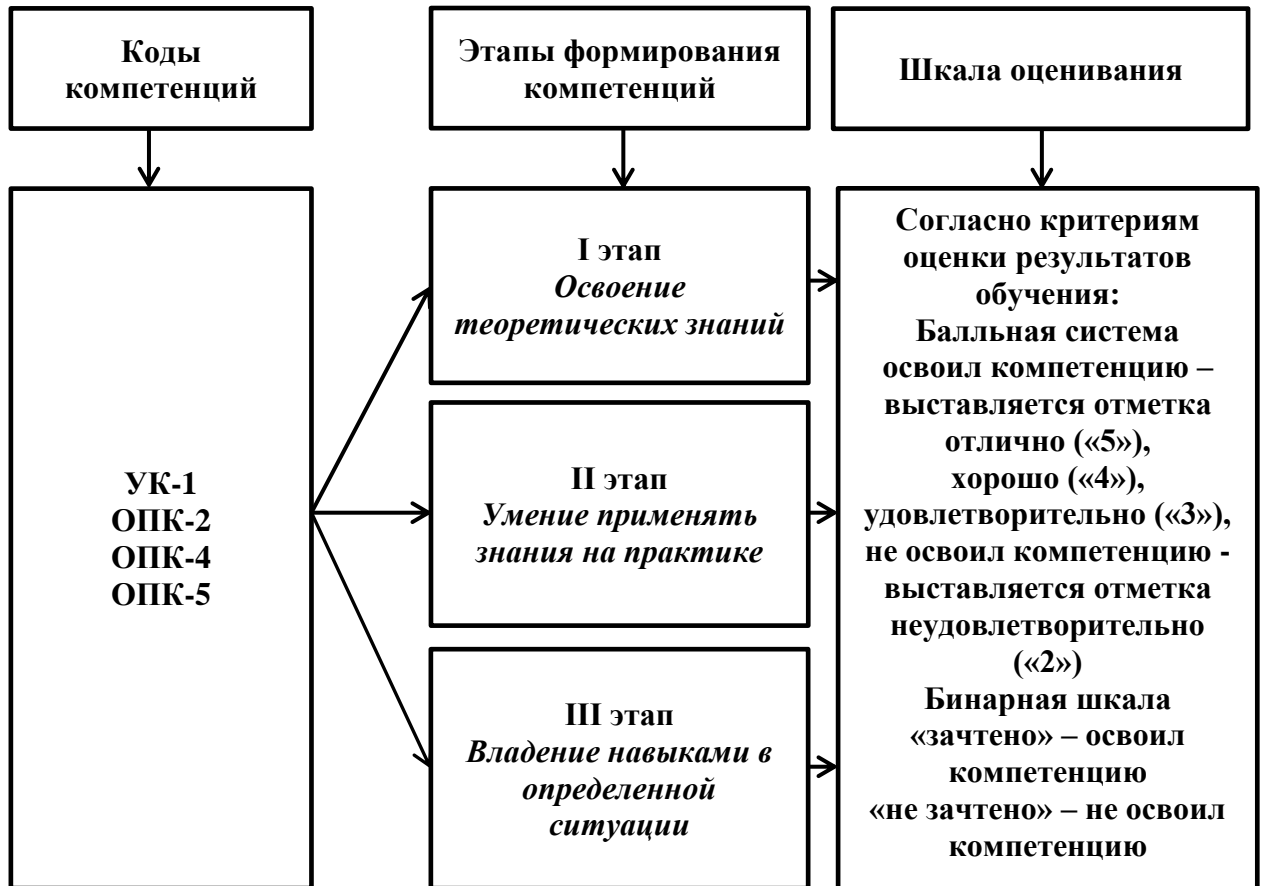 Коды
компетенций
Этапы формирования
компетенций
Шкала оценивания
УК-1
ОПК-2
ОПК-4
ОПК-5
I этап
Освоение
теоретических знаний
II этап
Умение применять
знания на практике
III этап
Владение навыками в
определенной
ситуации
Согласно критериям
оценки результатов
обучения:
Балльная система
освоил компетенцию –
выставляется отметка
отлично («5»),
хорошо («4»),
удовлетворительно («3»),
не освоил компетенцию -
выставляется отметка
неудовлетворительно
(«2»)
Бинарная шкала
«зачтено» – освоил
компетенцию
«не зачтено» – не освоил
компетенцию